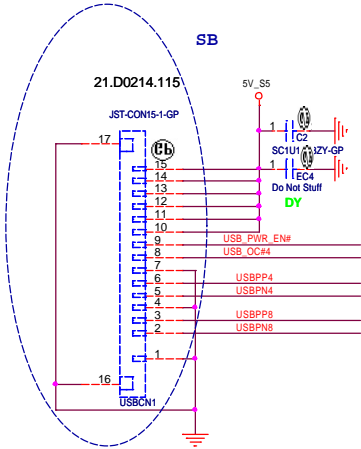 SB
21.D0214.115
5V_S5
JST-CON15-1-GP
17
1
C2
SC1U1
ZY-GP
15
1
EC4
14
Do Not Stuff
13
DY
12
11
10
9
USB_PWR_EN#
8
USB_OC#4
7
6
USBPP4
5
USBPN4
4
3
USBPP8
2
USBPN8
1
16
USBCN1